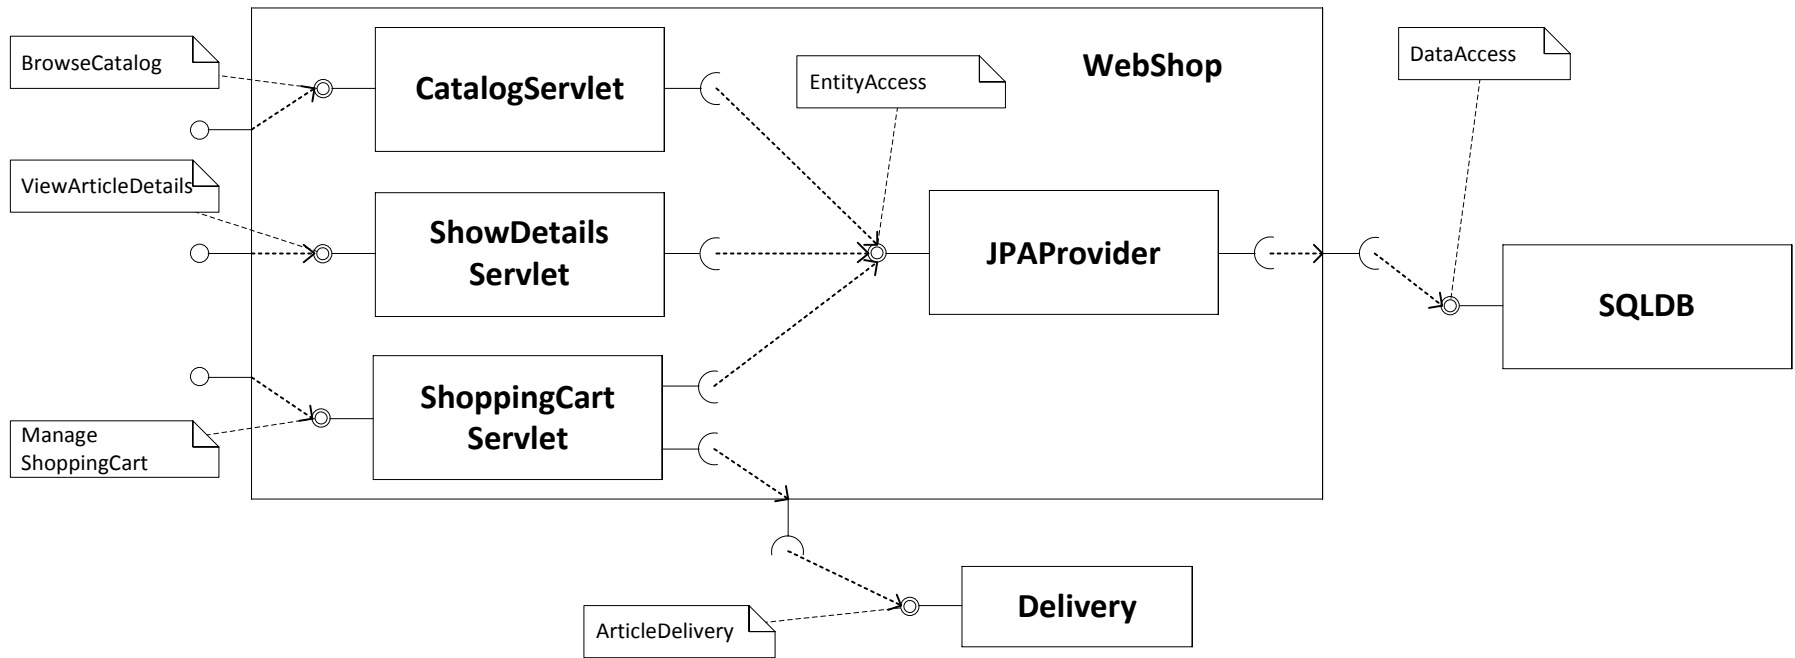 BrowseCatalog
CatalogServlet
EntityAccess
WebShop
DataAccess
ViewArticleDetails
ShowDetails
Servlet
JPAProvider
SQLDB
Manage
ShoppingCart
ShoppingCart
Servlet
ArticleDelivery
Delivery